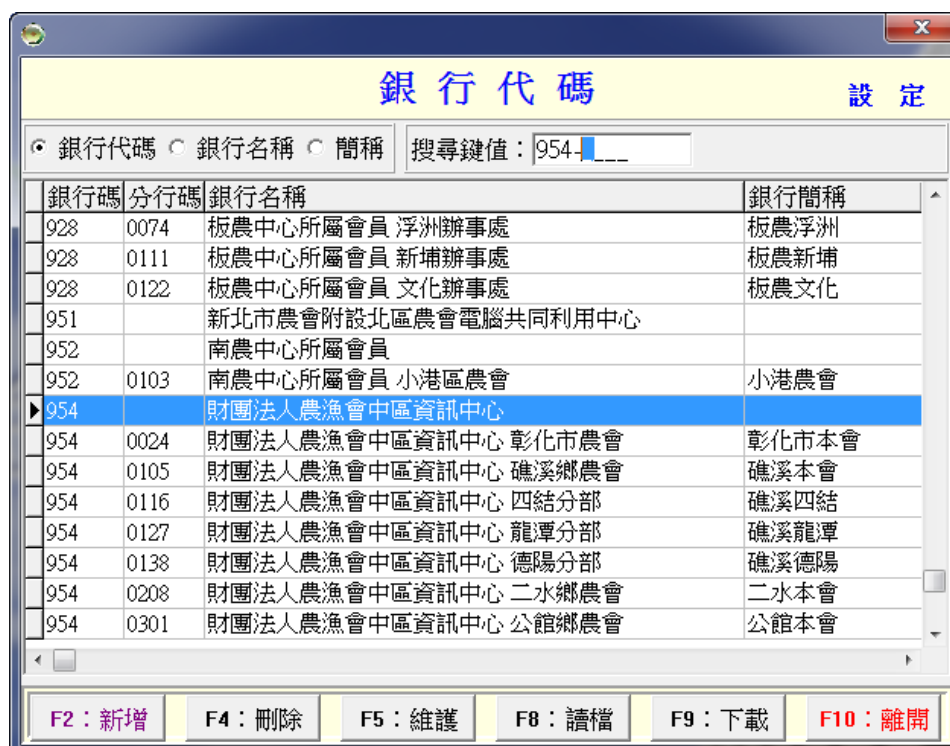 銀行代碼
設定
銀行代碼 銀行名稱 簡稱 搜尋鍵值：954-____
銀行碼 分行碼 銀行名稱 銀行簡稱
928 0074 板農中心所屬會員 浮洲辦事處 板農浮洲
928 0111 板農中心所屬會員 新埔辦事處 板農新埔
928 0122 板農中心所屬會員 文化辦事處 板農文化
951 新北市農會附設北區農會電腦共同利用中心
952 南農中心所屬會員
952 0103 南農中心所屬會員 小港區農會 小港農會
954 財團法人農漁會中區資訊中心
954 0024 財團法人農漁會中區資訊中心 彰化市農會 彰化市本會
954 0105 財團法人農漁會中區資訊中心 礁溪鄉農會 礁溪本會
954 0116 財團法人農漁會中區資訊中心 四結分部 礁溪四結
954 0127 財團法人農漁會中區資訊中心 龍潭分部 礁溪龍潭
954 0138 財團法人農漁會中區資訊中心 德陽分部 礁溪德陽
954 0208 財團法人農漁會中區資訊中心 二水鄉農會 二水本會
954 0301 財團法人農漁會中區資訊中心 公館鄉農會 公館本會
F2：新增 F4：刪除 F5：維護 F8：讀檔 F9：下載 F10：離開